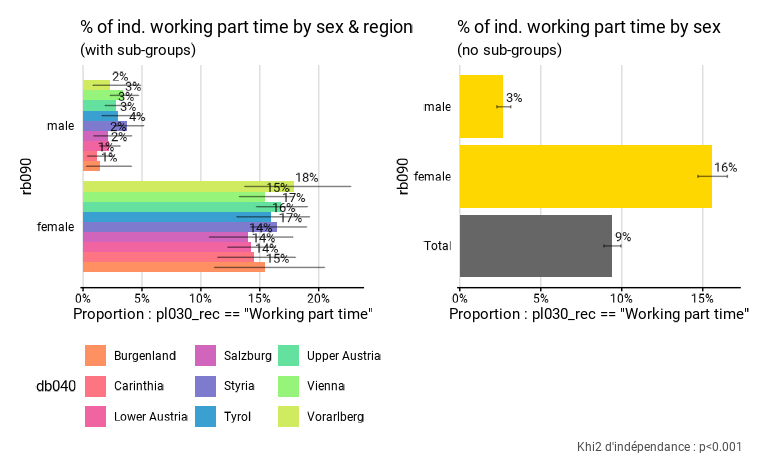 % of ind. working part time by sex & region
(with sub-groups)
rb090
male
2%
3%
3%
3%
4%
2%
2%
1%
1%
female
18%
15%
17%
16%
17%
14%
14%
14%
15%
0%
5%
10%
15%
20%
Proportion : pl030_rec == "Working part time"
db040
Burgenland
Carinthia
Lower Austria
Salzburg
Styria
Tyrol
Upper Austria
Vienna
Vorarlberg
% of ind. working part time by sex
(no sub-groups)
rb090
male
3%
female
16%
Total
9%
0%
5%
10%
15%
Proportion : pl030_rec == "Working part time"
Khi2 d'indépendance : p<0.001